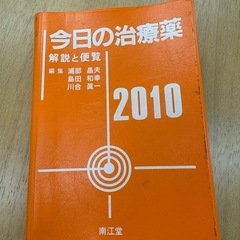 今日の治療薬
解説と便覧
編集 浦部 晶夫
島田 和幸
川合 眞一
2010
南江堂